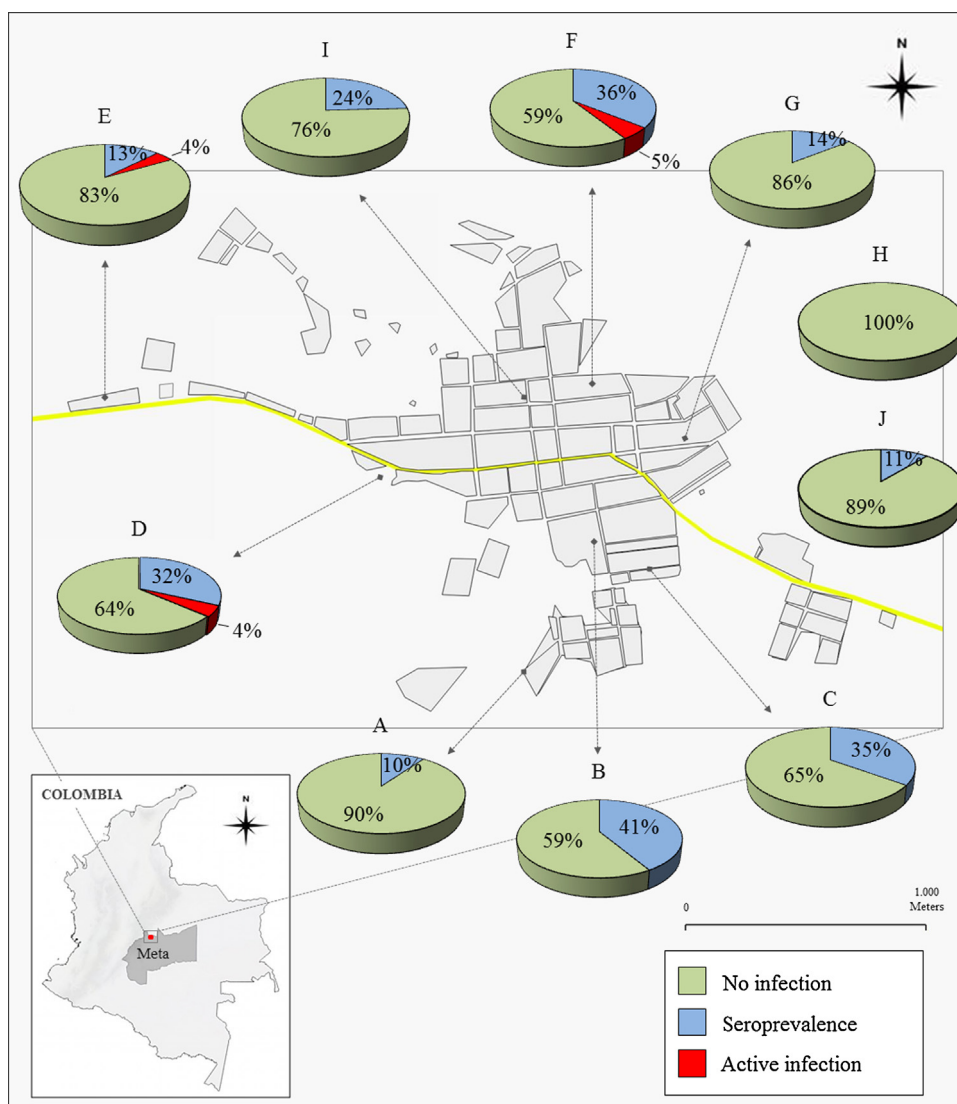 I
24%
76%
F
36%
59%
5%
N
E
13%
4%
83%
G
14%
86%
H
100%
J
11%
89%
D
32%
64%
4%
A
10%
90%
B
59%
41%
C
35%
65%
COLOMBIA
N
Meta
0
1.000
Meters
No infection
Seroprevalence
Active infection